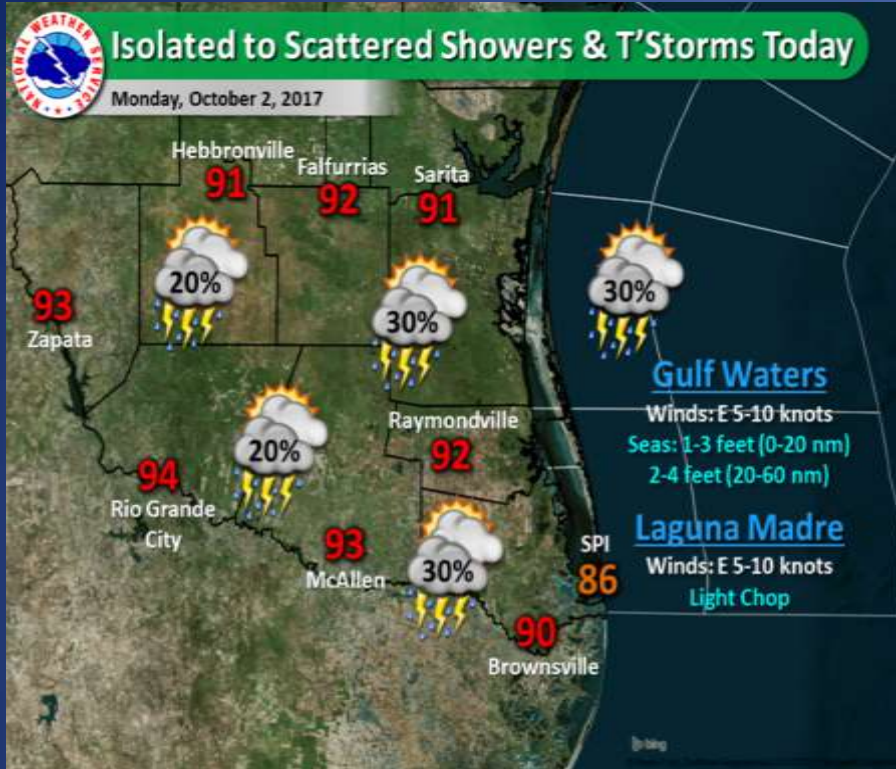 NATIONAL WEATHER SERVICE
Isolated to Scattered Showers & T'Storms Today
Monday, October 2, 2017
Hebbronville
91
Falfurrias
92
Sarita
91
20%
30%
30%
93
Zapata
Gulf Waters
Winds: E 5-10 knots
Seas: 1-3 feet (0-20 nm)
2-4 feet (20-60 nm)
Raymondville
92
20%
94
Rio Grande
City
93
McAllen
30%
SPI
86
Laguna Madre
Winds: E 5-10 knots
Light Chop
90
Brownsville
bing